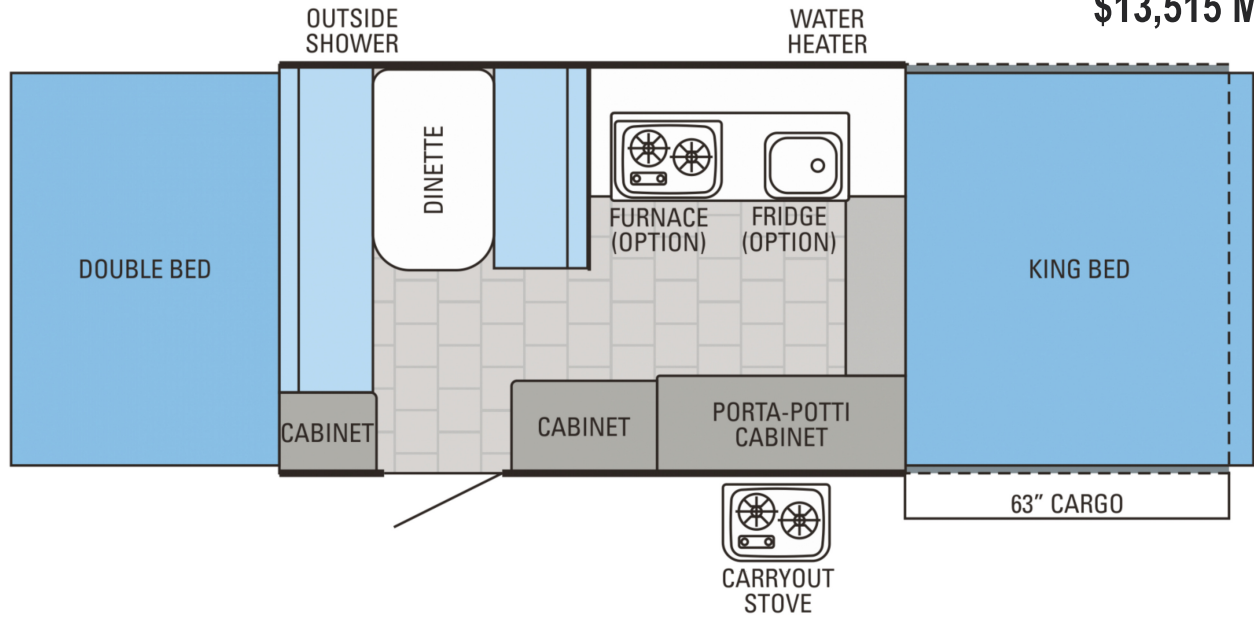 $13,515 M
OUTSIDE
SHOWER
WATER
HEATER
DINETTE
FURNACE
(OPTION)
FRIDGE
(OPTION)
DOUBLE BED
KING BED
CABINET
CABINET
PORTA-POTTI
CABINET
63” CARGO
CARRYOUT
STOVE